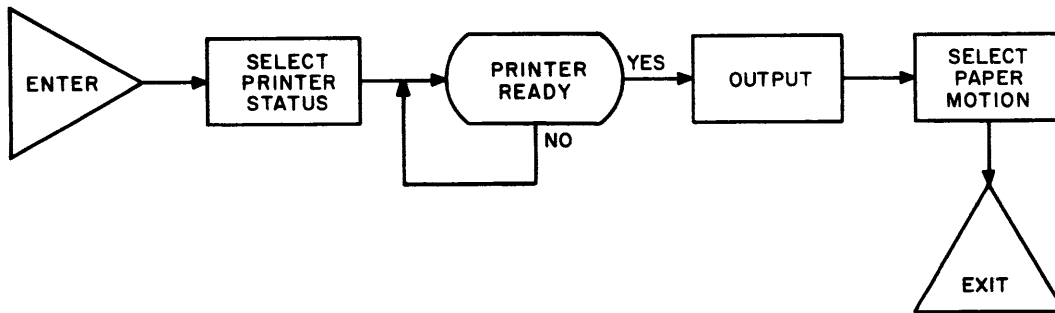 ENTER
SELECT
PRINTER
STATUS
PRINTER
READY
YES
NO
OUTPUT
SELECT
PAPER
MOTION
EXIT